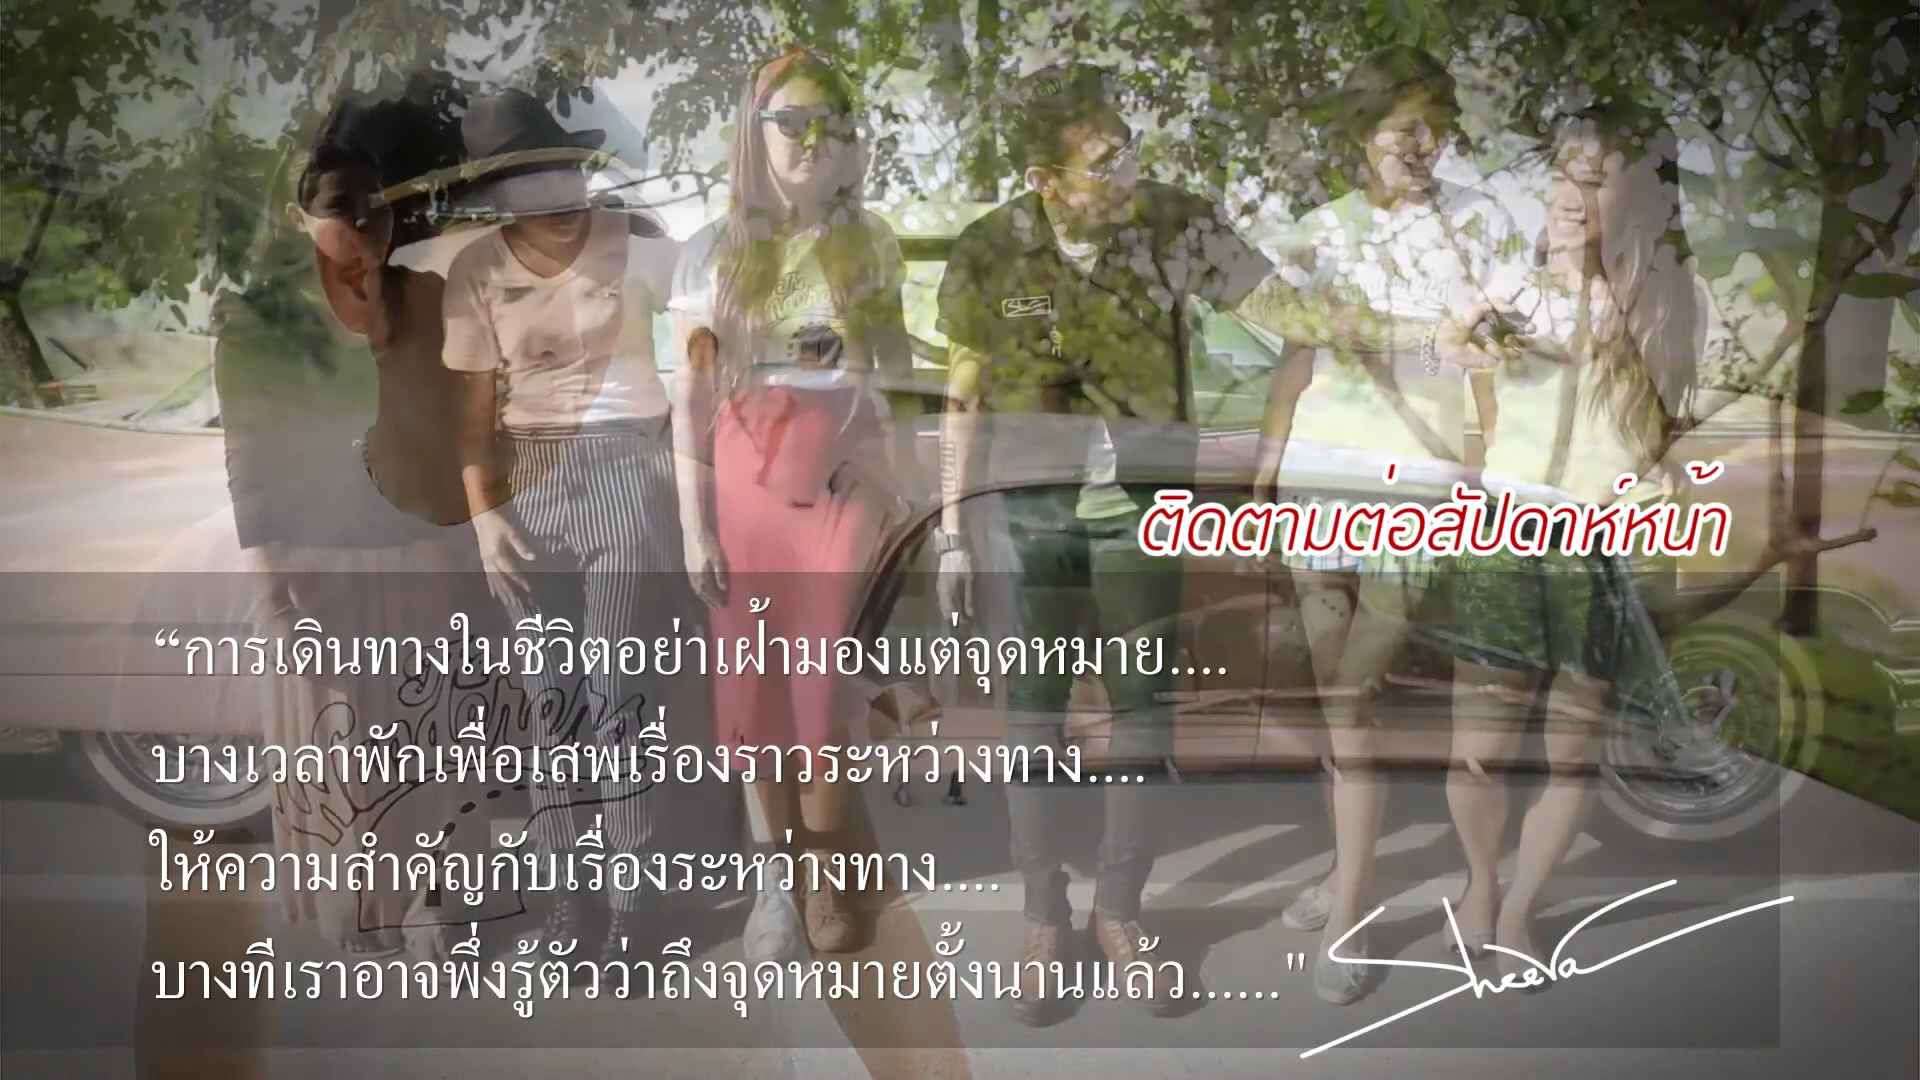 ติดตามต่อสัปดาห์หน้า
“การเดินทางในชีวิตอย่าเฝ้ามองแต่จุดหมาย....
บางเวลาพักเพื่อเสพเรื่องราวระหว่างทาง....
ให้ความสำคัญกับเรื่องระหว่างทาง....
บางทีเราอาจพึ่งรู้ตัวว่าถึงจุดหมายตั้งนานแล้ว......"
Sheeva
The
Wanderers